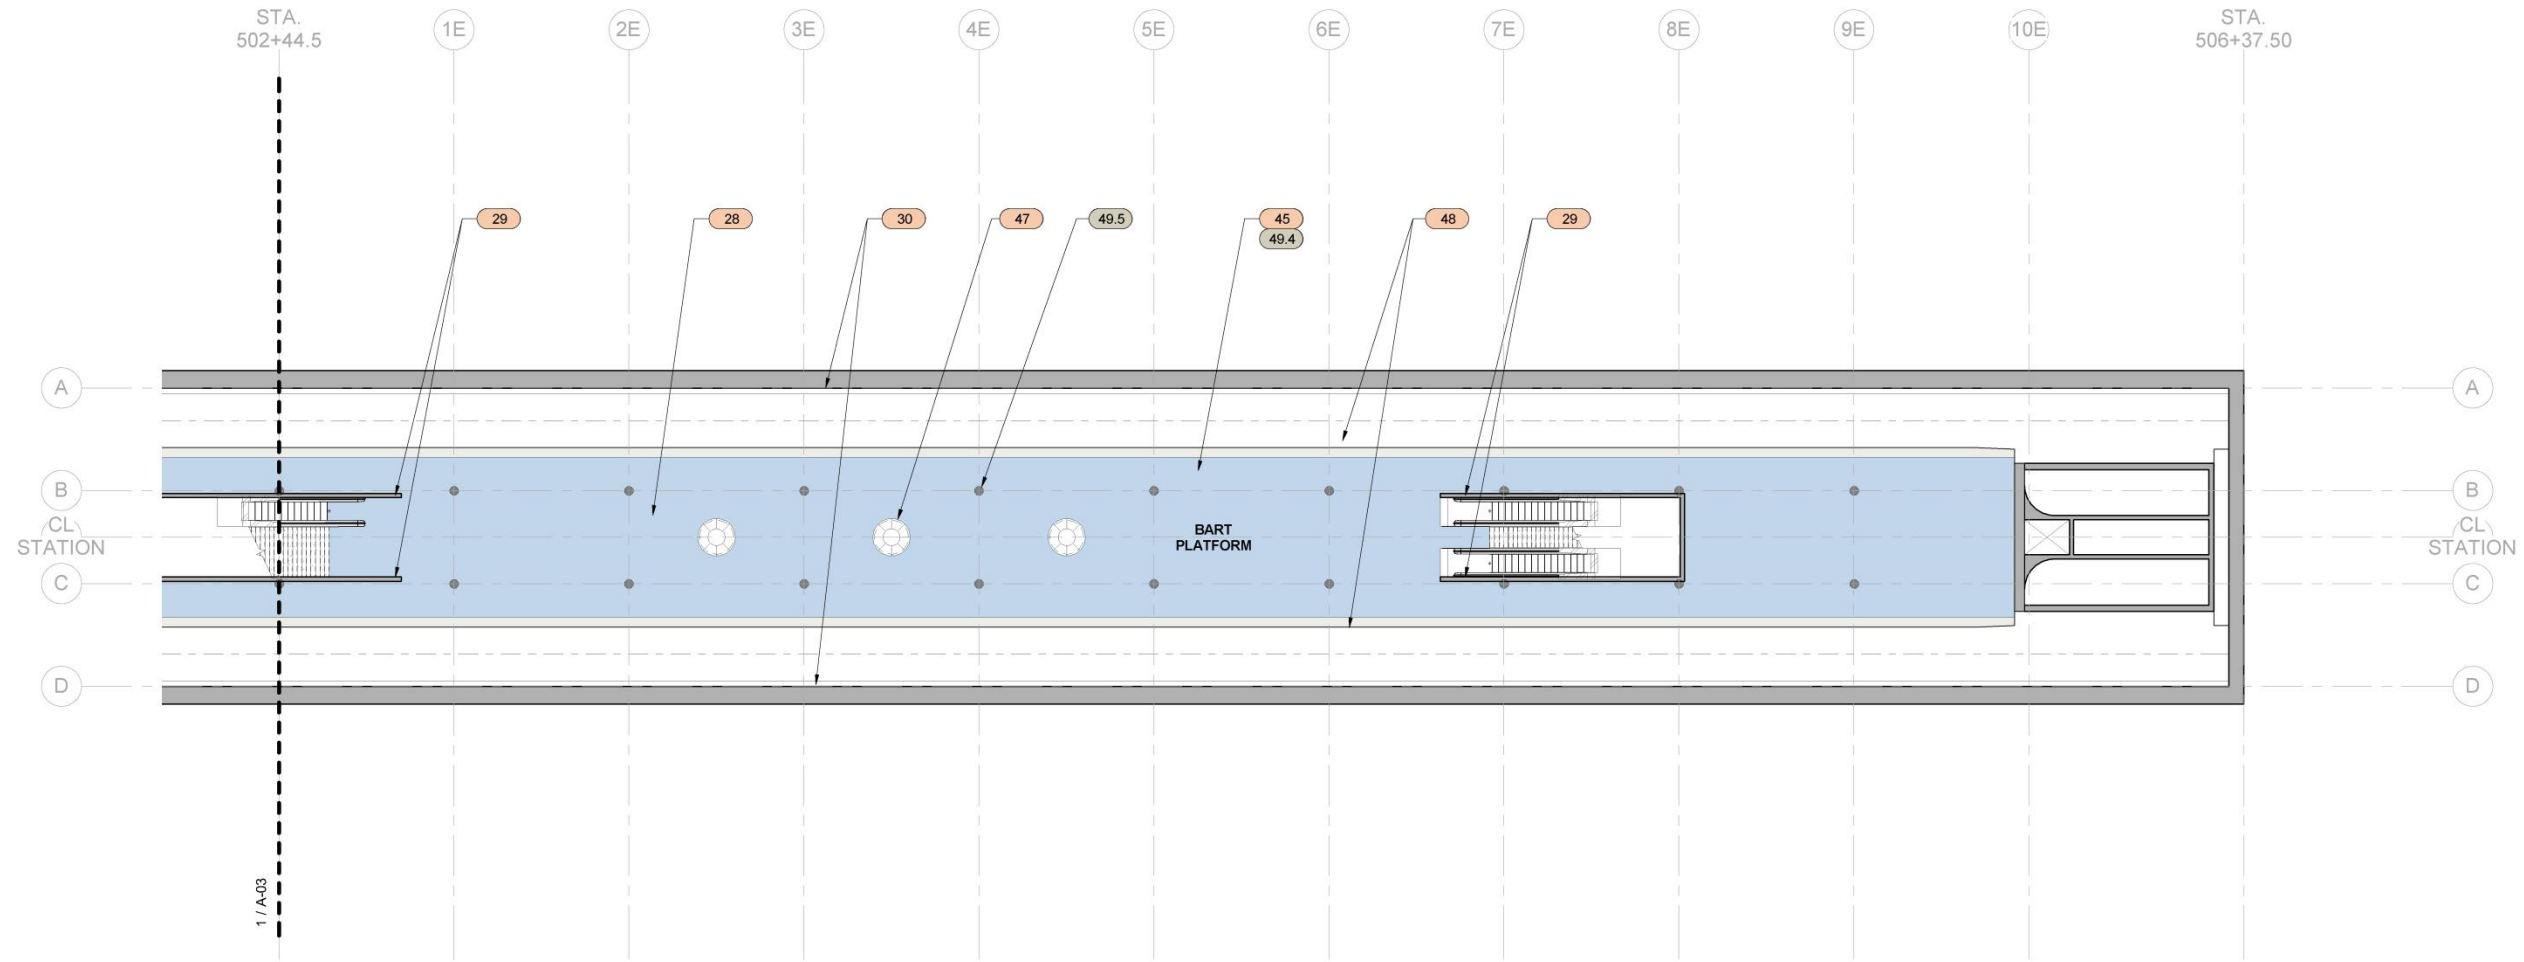 STA.
502+44.5
1E
2E
3E
4E
5E
6E
7E
8E
9E
10E
STA.
506+37.50
29
28
30
47
49.5
45
49.4
48
29
A
A
B
B
CL
STATION
BART
PLATFORM
CL
STATION
C
C
D
D
1 / A-03